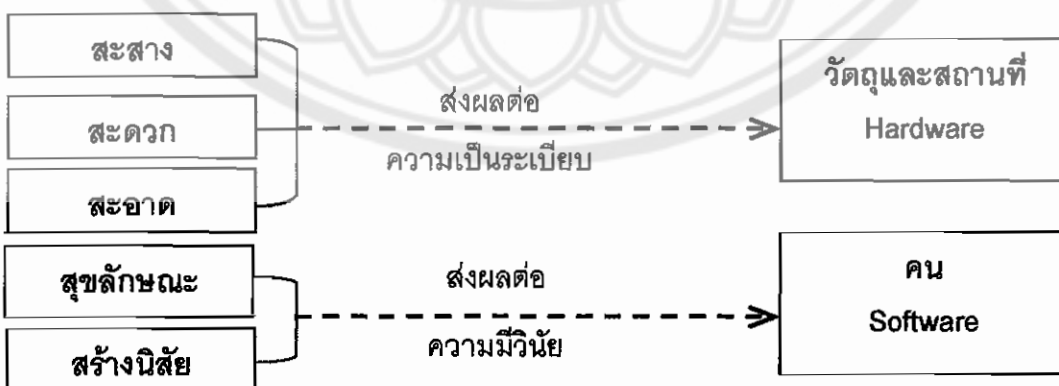 สะสาง
สะดวก
สะอาด
ส่งผลต่อ
ความเป็นระเบียบ
วัตถุและสถานที่
Hardware
สุขลักษณะ
สร้างนิสัย
ส่งผลต่อ
ความมีวินัย
คน
Software